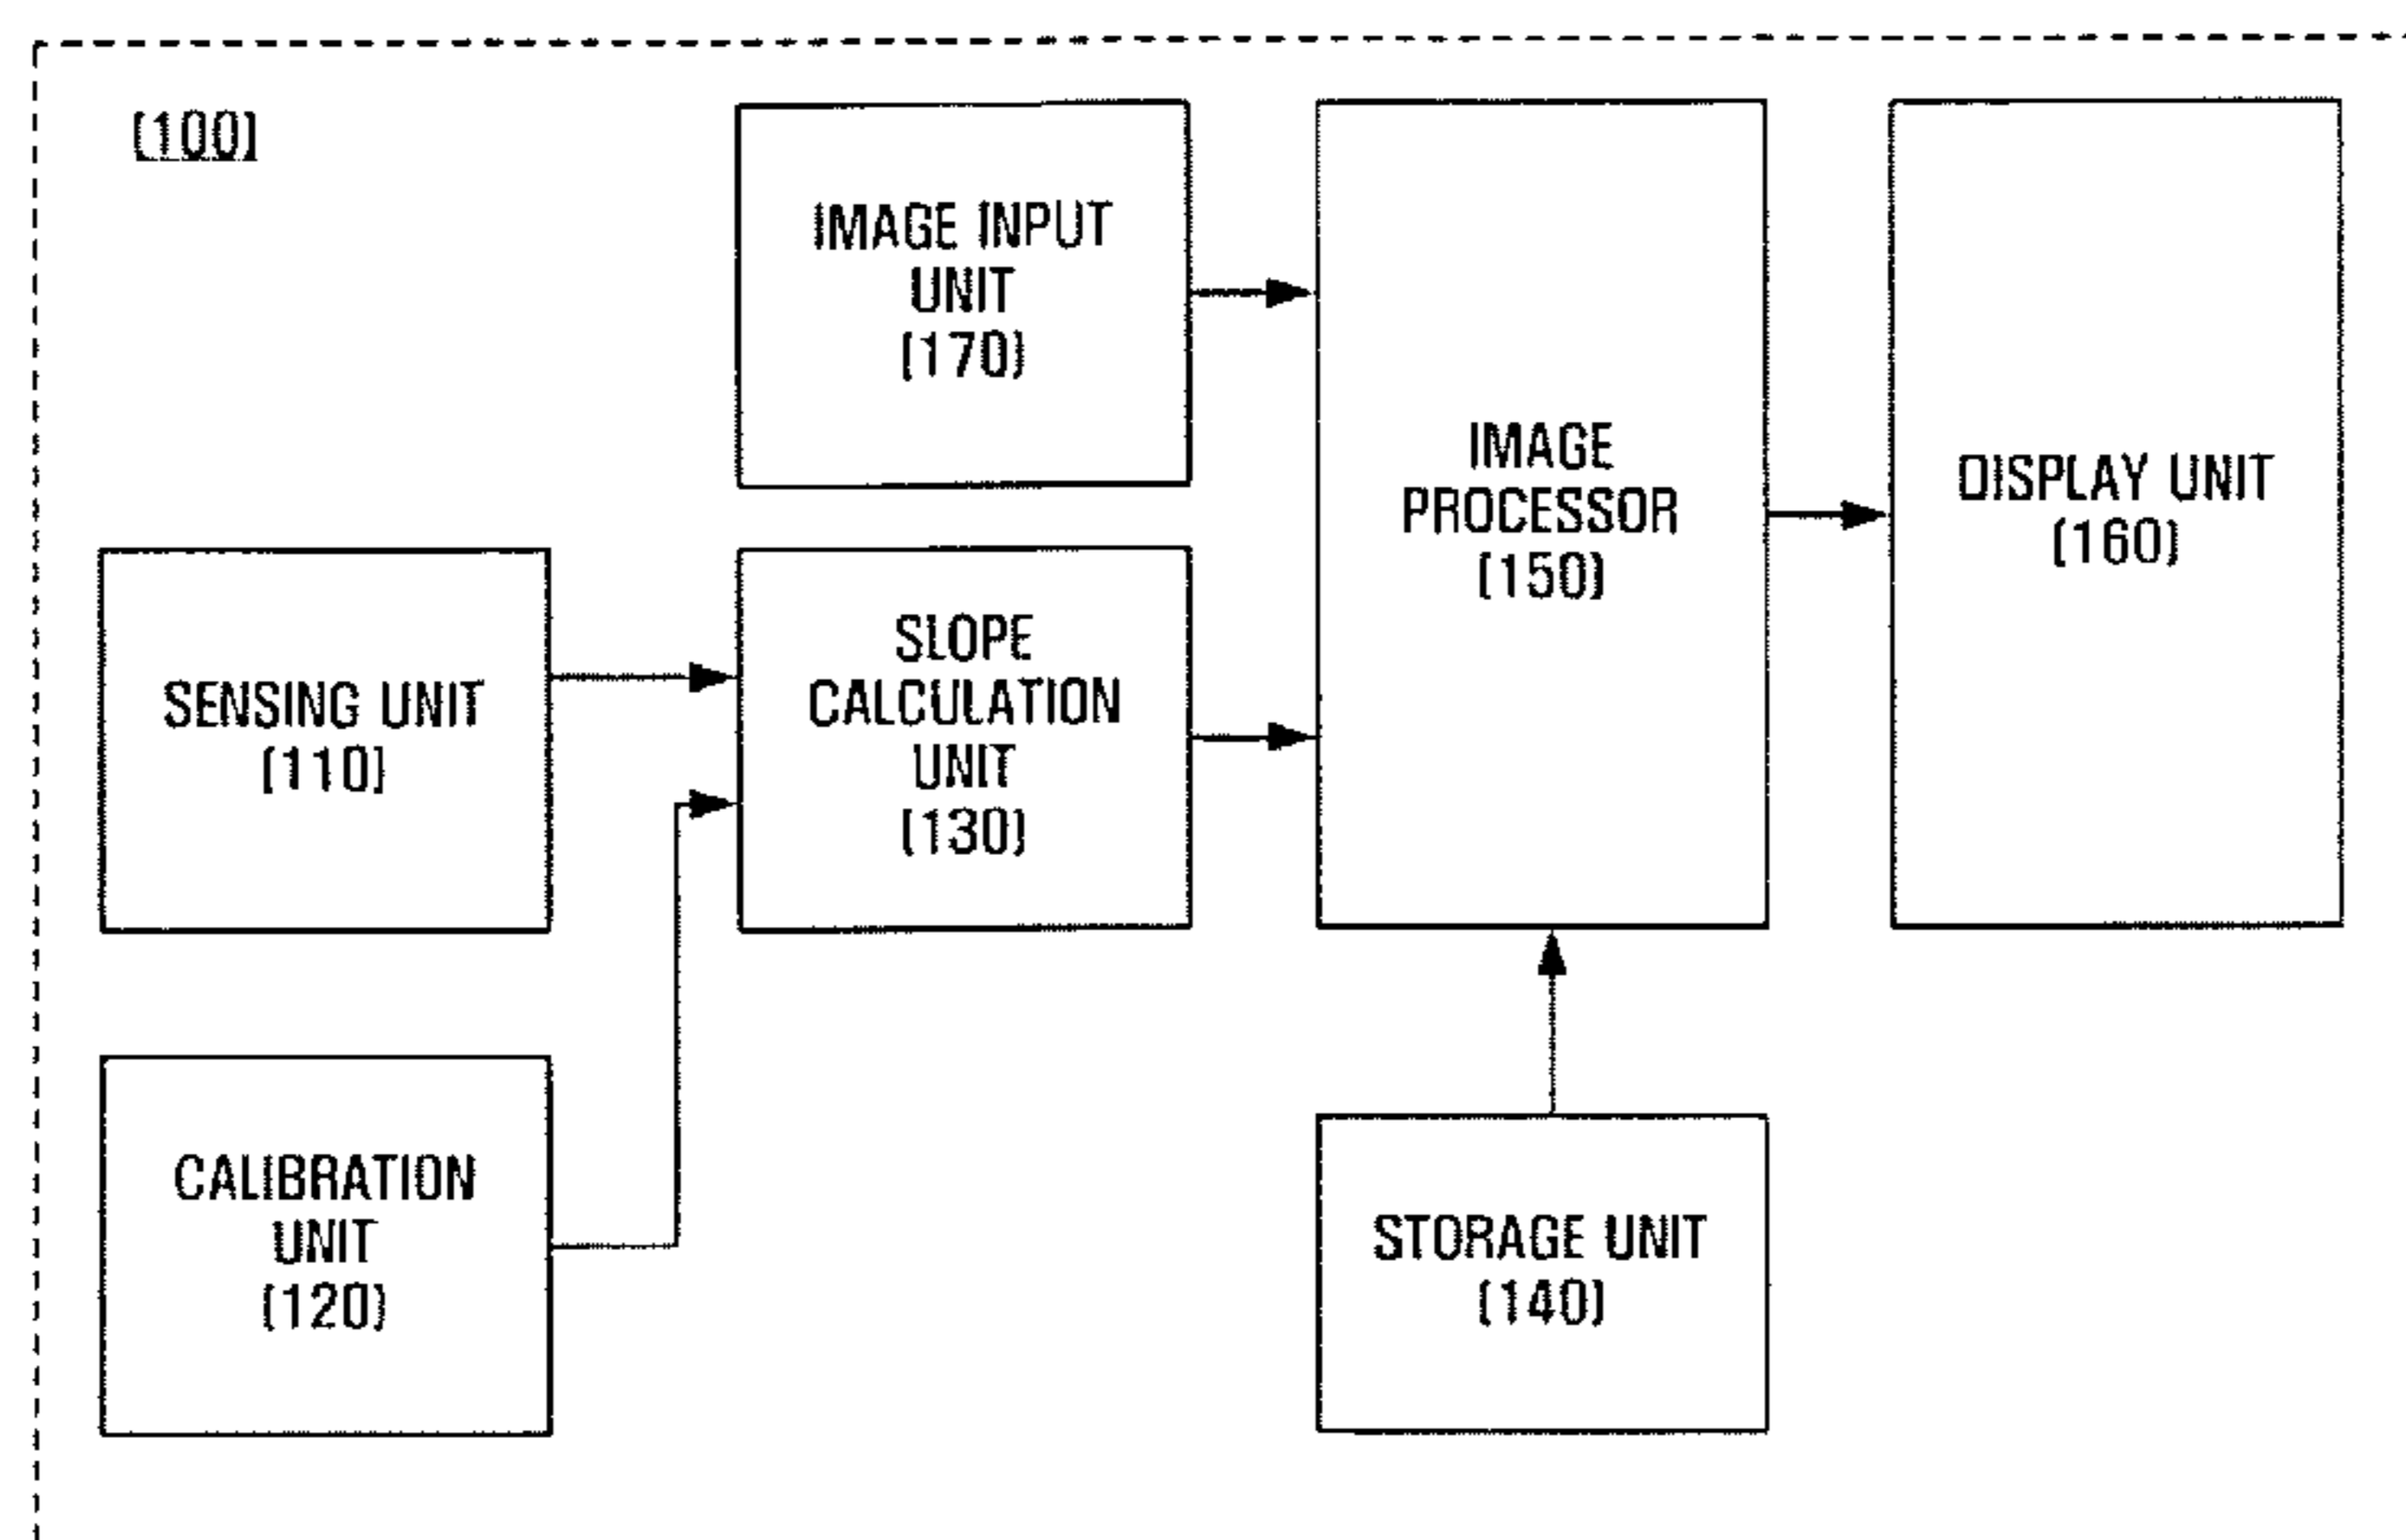 (100)
IMAGE INPUT
UNIT
(170)
IMAGE
PROCESSOR
(150)
DISPLAY UNIT
(160)
SENSING UNIT
(110)
SLOPE
CALCULATION
UNIT
(130)
CALIBRATION
UNIT
(120)
STORAGE UNIT
(140)